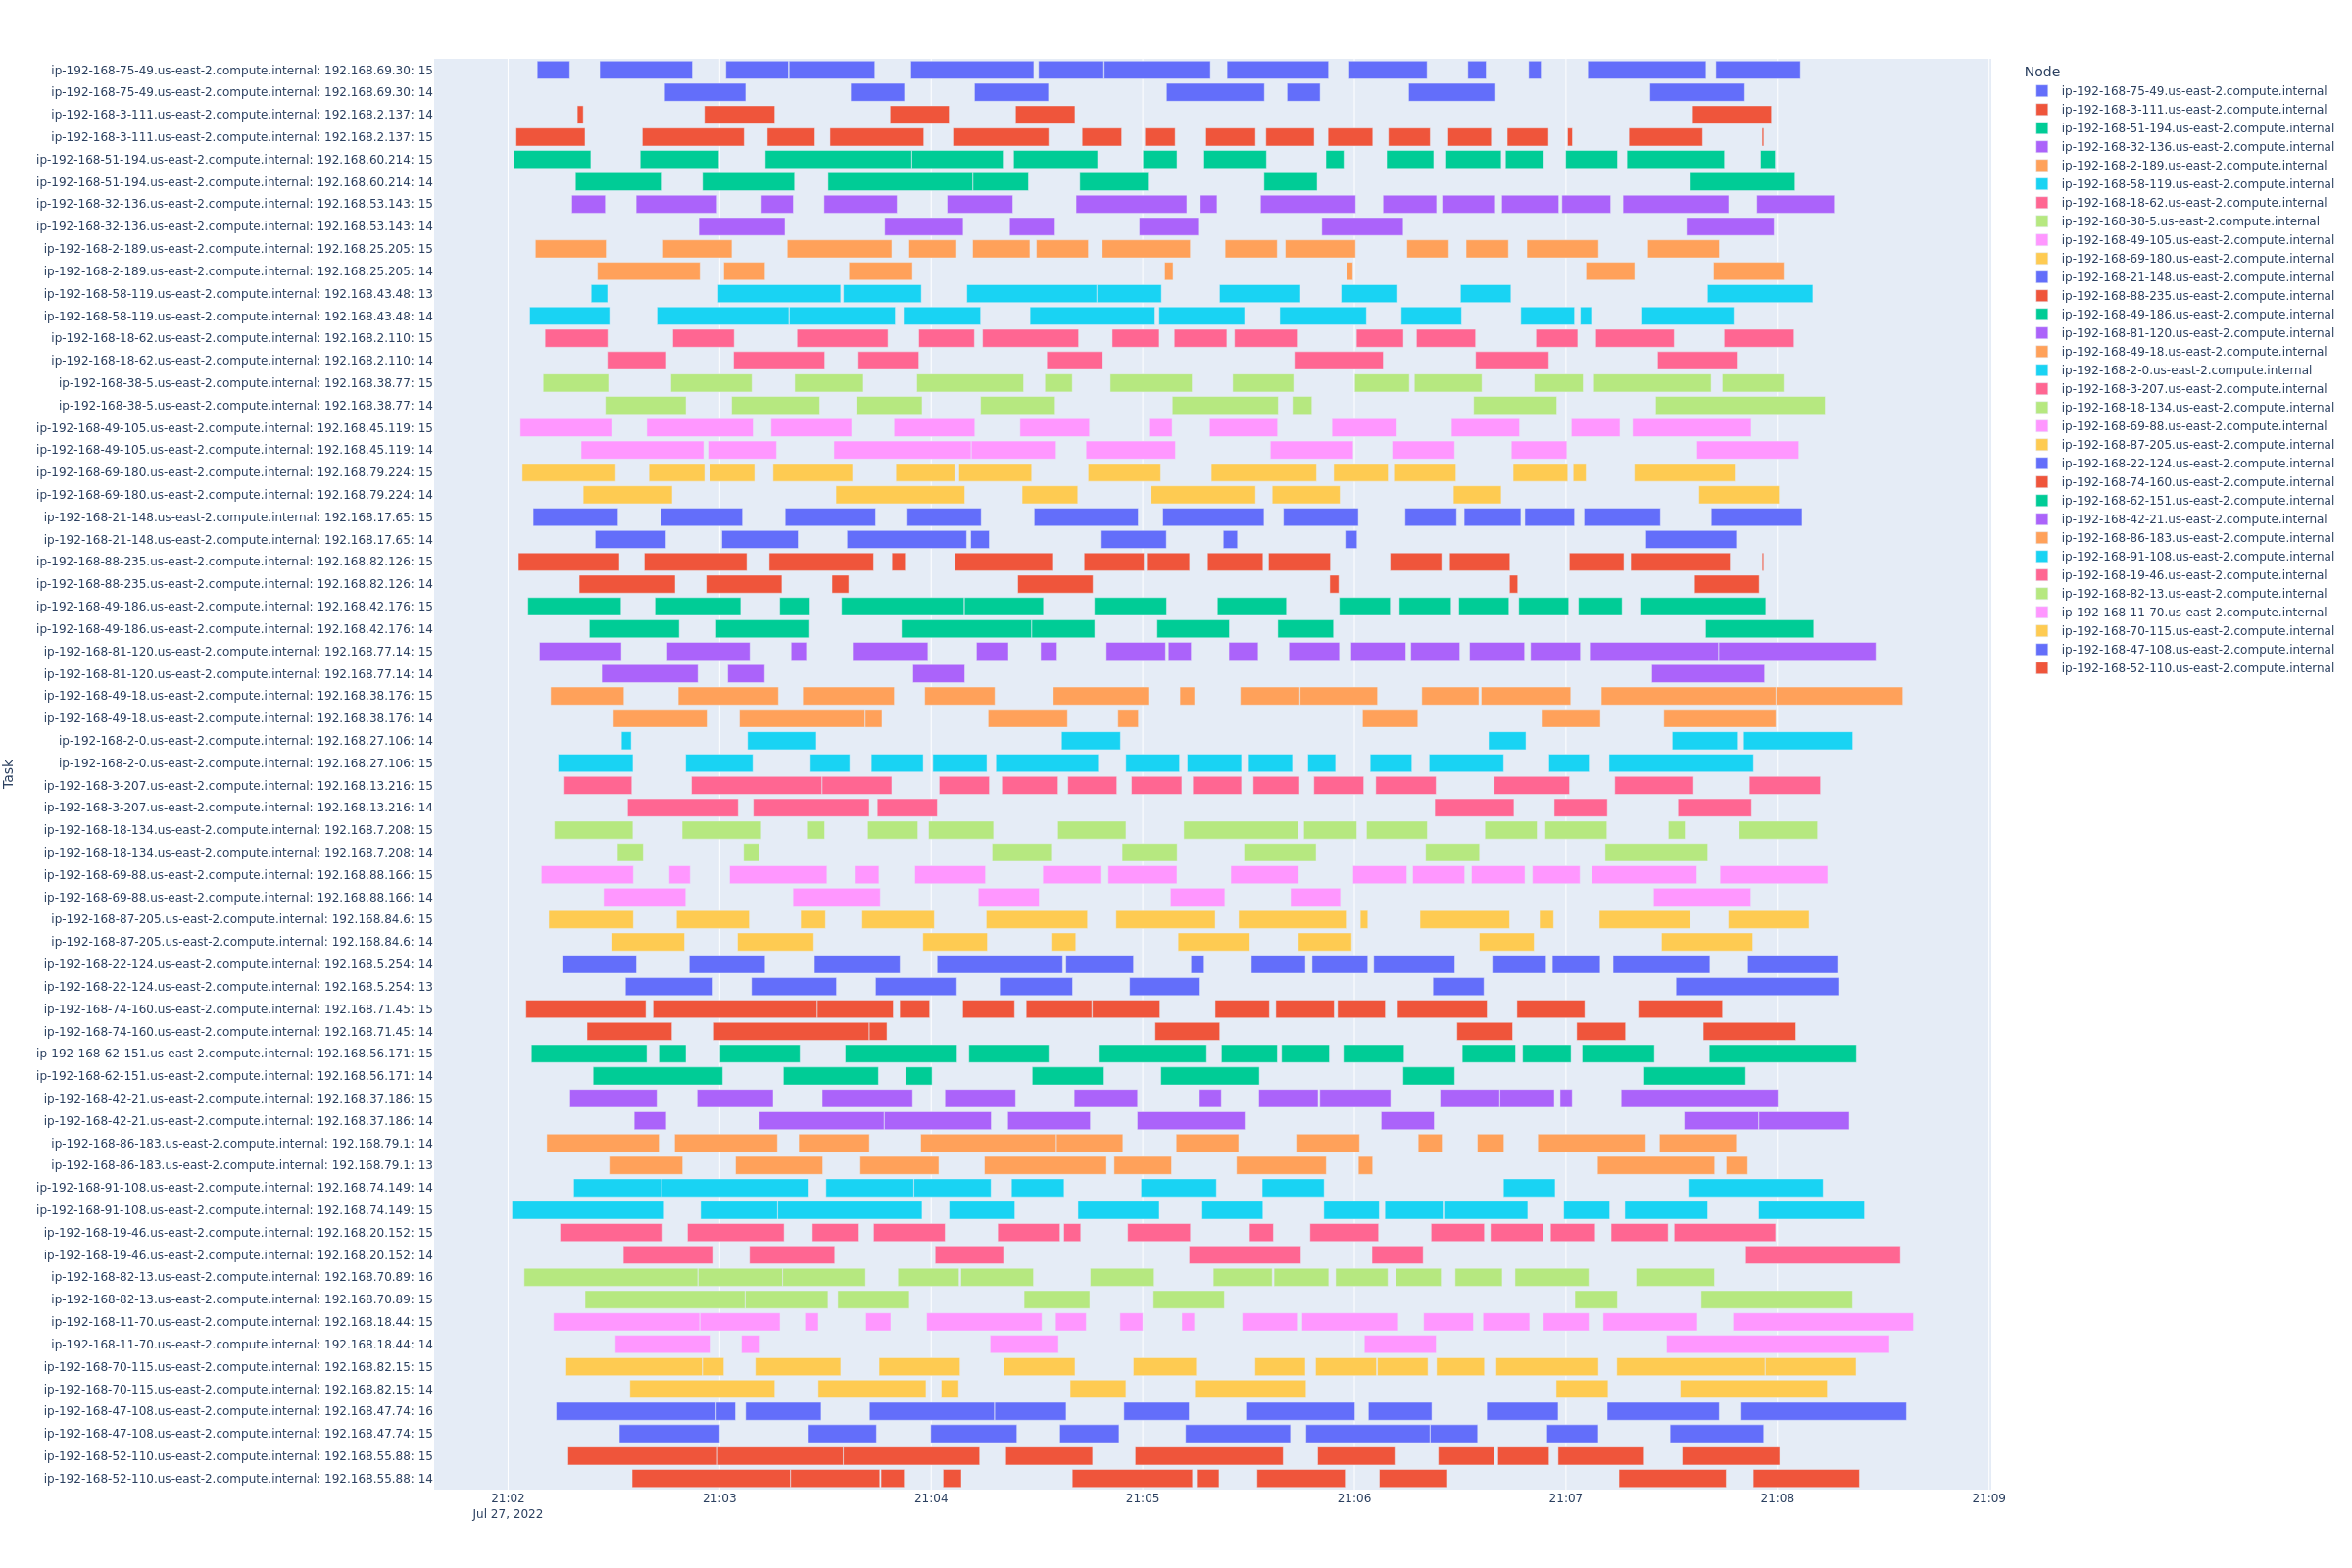 ip-192-168-75-49.us-east-2.compute.internal: 192.168.69.30: 15
ip-192-168-75-49.us-east-2.compute.internal: 192.168.69.30: 14
ip-192-168-3-111.us-east-2.compute.internal: 192.168.2.137: 14
ip-192-168-3-111.us-east-2.compute.internal: 192.168.2.137: 15
ip-192-168-51-194.us-east-2.compute.internal: 192.168.60.214: 15
ip-192-168-51-194.us-east-2.compute.internal: 192.168.60.214: 14
ip-192-168-32-136.us-east-2.compute.internal: 192.168.53.143: 15
ip-192-168-32-136.us-east-2.compute.internal: 192.168.53.143: 14
ip-192-168-2-189.us-east-2.compute.internal: 192.168.25.205: 15
ip-192-168-2-189.us-east-2.compute.internal: 192.168.25.205: 14
ip-192-168-58-119.us-east-2.compute.internal: 192.168.43.48: 13
ip-192-168-58-119.us-east-2.compute.internal: 192.168.43.48: 14
ip-192-168-18-62.us-east-2.compute.internal: 192.168.2.110: 15
ip-192-168-18-62.us-east-2.compute.internal: 192.168.2.110: 14
ip-192-168-38-5.us-east-2.compute.internal: 192.168.38.77: 15
ip-192-168-38-5.us-east-2.compute.internal: 192.168.38.77: 14
ip-192-168-49-105.us-east-2.compute.internal: 192.168.45.119: 15
ip-192-168-49-105.us-east-2.compute.internal: 192.168.45.119: 14
ip-192-168-69-180.us-east-2.compute.internal: 192.168.79.224: 15
ip-192-168-69-180.us-east-2.compute.internal: 192.168.79.224: 14
ip-192-168-21-148.us-east-2.compute.internal: 192.168.17.65: 15
ip-192-168-21-148.us-east-2.compute.internal: 192.168.17.65: 14
ip-192-168-88-235.us-east-2.compute.internal: 192.168.82.126: 15
ip-192-168-88-235.us-east-2.compute.internal: 192.168.82.126: 14
ip-192-168-49-186.us-east-2.compute.internal: 192.168.42.176: 15
ip-192-168-49-186.us-east-2.compute.internal: 192.168.42.176: 14
ip-192-168-81-120.us-east-2.compute.internal: 192.168.77.14: 15
ip-192-168-81-120.us-east-2.compute.internal: 192.168.77.14: 14
ip-192-168-49-18.us-east-2.compute.internal: 192.168.38.176: 15
ip-192-168-49-18.us-east-2.compute.internal: 192.168.38.176: 14
ip-192-168-2-0.us-east-2.compute.internal: 192.168.27.106: 14
ip-192-168-2-0.us-east-2.compute.internal: 192.168.27.106: 15
ip-192-168-3-207.us-east-2.compute.internal: 192.168.13.216: 15
ip-192-168-3-207.us-east-2.compute.internal: 192.168.13.216: 14
ip-192-168-18-134.us-east-2.compute.internal: 192.168.7.208: 15
ip-192-168-18-134.us-east-2.compute.internal: 192.168.7.208: 14
ip-192-168-69-88.us-east-2.compute.internal: 192.168.88.166: 15
ip-192-168-69-88.us-east-2.compute.internal: 192.168.88.166: 14
ip-192-168-87-205.us-east-2.compute.internal: 192.168.84.6: 15
ip-192-168-87-205.us-east-2.compute.internal: 192.168.84.6: 14
ip-192-168-22-124.us-east-2.compute.internal: 192.168.5.254: 14
ip-192-168-22-124.us-east-2.compute.internal: 192.168.5.254: 13
ip-192-168-74-160.us-east-2.compute.internal: 192.168.71.45: 15
ip-192-168-74-160.us-east-2.compute.internal: 192.168.71.45: 14
ip-192-168-62-151.us-east-2.compute.internal: 192.168.56.171: 15
ip-192-168-62-151.us-east-2.compute.internal: 192.168.56.171: 14
ip-192-168-42-21.us-east-2.compute.internal: 192.168.37.186: 15
ip-192-168-42-21.us-east-2.compute.internal: 192.168.37.186: 14
ip-192-168-86-183.us-east-2.compute.internal: 192.168.79.1: 14
ip-192-168-86-183.us-east-2.compute.internal: 192.168.79.1: 13
ip-192-168-91-108.us-east-2.compute.internal: 192.168.74.149: 14
ip-192-168-91-108.us-east-2.compute.internal: 192.168.74.149: 15
ip-192-168-19-46.us-east-2.compute.internal: 192.168.20.152: 15
ip-192-168-19-46.us-east-2.compute.internal: 192.168.20.152: 14
ip-192-168-82-13.us-east-2.compute.internal: 192.168.70.89: 16
ip-192-168-82-13.us-east-2.compute.internal: 192.168.70.89: 15
ip-192-168-11-70.us-east-2.compute.internal: 192.168.18.44: 15
ip-192-168-11-70.us-east-2.compute.internal: 192.168.18.44: 14
ip-192-168-70-115.us-east-2.compute.internal: 192.168.82.15: 15
ip-192-168-70-115.us-east-2.compute.internal: 192.168.82.15: 14
ip-192-168-47-108.us-east-2.compute.internal: 192.168.47.74: 16
ip-192-168-47-108.us-east-2.compute.internal: 192.168.47.74: 15
ip-192-168-52-110.us-east-2.compute.internal: 192.168.55.88: 15
ip-192-168-52-110.us-east-2.compute.internal: 192.168.55.88: 14
Task
21:02 21:03 21:04 21:05 21:06 21:07 21:08 21:09
Jul 27, 2022
Node
ip-192-168-75-49.us-east-2.compute.internal
ip-192-168-3-111.us-east-2.compute.internal
ip-192-168-51-194.us-east-2.compute.internal
ip-192-168-32-136.us-east-2.compute.internal
ip-192-168-2-189.us-east-2.compute.internal
ip-192-168-58-119.us-east-2.compute.internal
ip-192-168-18-62.us-east-2.compute.internal
ip-192-168-38-5.us-east-2.compute.internal
ip-192-168-49-105.us-east-2.compute.internal
ip-192-168-69-180.us-east-2.compute.internal
ip-192-168-21-148.us-east-2.compute.internal
ip-192-168-88-235.us-east-2.compute.internal
ip-192-168-49-186.us-east-2.compute.internal
ip-192-168-81-120.us-east-2.compute.internal
ip-192-168-49-18.us-east-2.compute.internal
ip-192-168-2-0.us-east-2.compute.internal
ip-192-168-3-207.us-east-2.compute.internal
ip-192-168-18-134.us-east-2.compute.internal
ip-192-168-69-88.us-east-2.compute.internal
ip-192-168-87-205.us-east-2.compute.internal
ip-192-168-22-124.us-east-2.compute.internal
ip-192-168-74-160.us-east-2.compute.internal
ip-192-168-62-151.us-east-2.compute.internal
ip-192-168-42-21.us-east-2.compute.internal
ip-192-168-86-183.us-east-2.compute.internal
ip-192-168-91-108.us-east-2.compute.internal
ip-192-168-19-46.us-east-2.compute.internal
ip-192-168-82-13.us-east-2.compute.internal
ip-192-168-11-70.us-east-2.compute.internal
ip-192-168-70-115.us-east-2.compute.internal
ip-192-168-47-108.us-east-2.compute.internal
ip-192-168-52-110.us-east-2.compute.internal